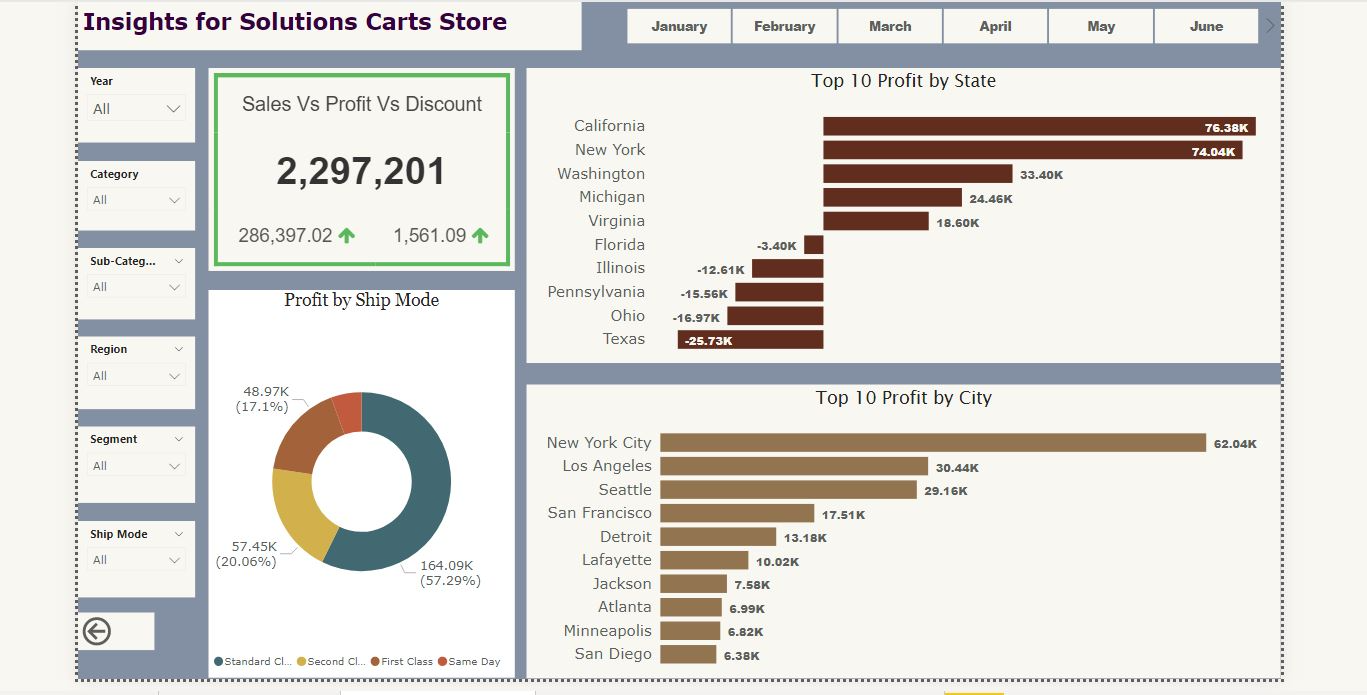 Insights for Solutions Carts Store
January
February
March
April
May
June
Year
All
Category
All
Sub-Categ...
All
Region
All
Segment
All
Ship Mode
All
Sales Vs Profit Vs Discount
2,297,201
286,397.02
1,561.09
Profit by Ship Mode
48.97K
(17.1%)
57.45K
(20.06%)
164.09K
(57.29%)
Standard Cl...
Second Cl...
First Class
Same Day
Top 10 Profit by State
California 76.38K
New York 74.04K
Washington 33.40K
Michigan 24.46K
Virginia 18.60K
Florida -3.40K
Illinois -12.61K
Pennsylvania -15.56K
Ohio -16.97K
Texas -25.73K
Top 10 Profit by City
New York City 62.04K
Los Angeles 30.44K
Seattle 29.16K
San Francisco 17.51K
Detroit 13.18K
Lafayette 10.02K
Jackson 7.58K
Atlanta 6.99K
Minneapolis 6.82K
San Diego 6.38K